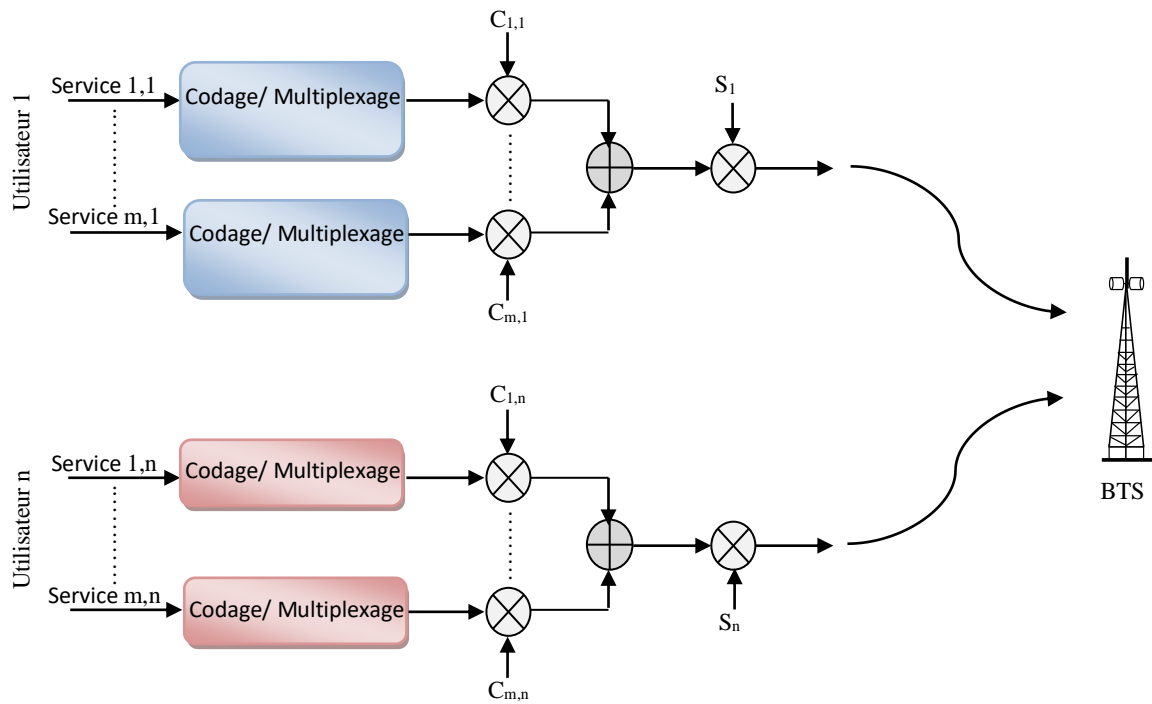 C1,1
Utilisateur 1
Service 1,1
Codage/ Multiplexage
S1
Service m,1
Codage/ Multiplexage
Cm,1
C1,n
Utilisateur n
Service 1,n
Codage/ Multiplexage
BTS
Service m,n
Codage/ Multiplexage
Sn
Cm,n